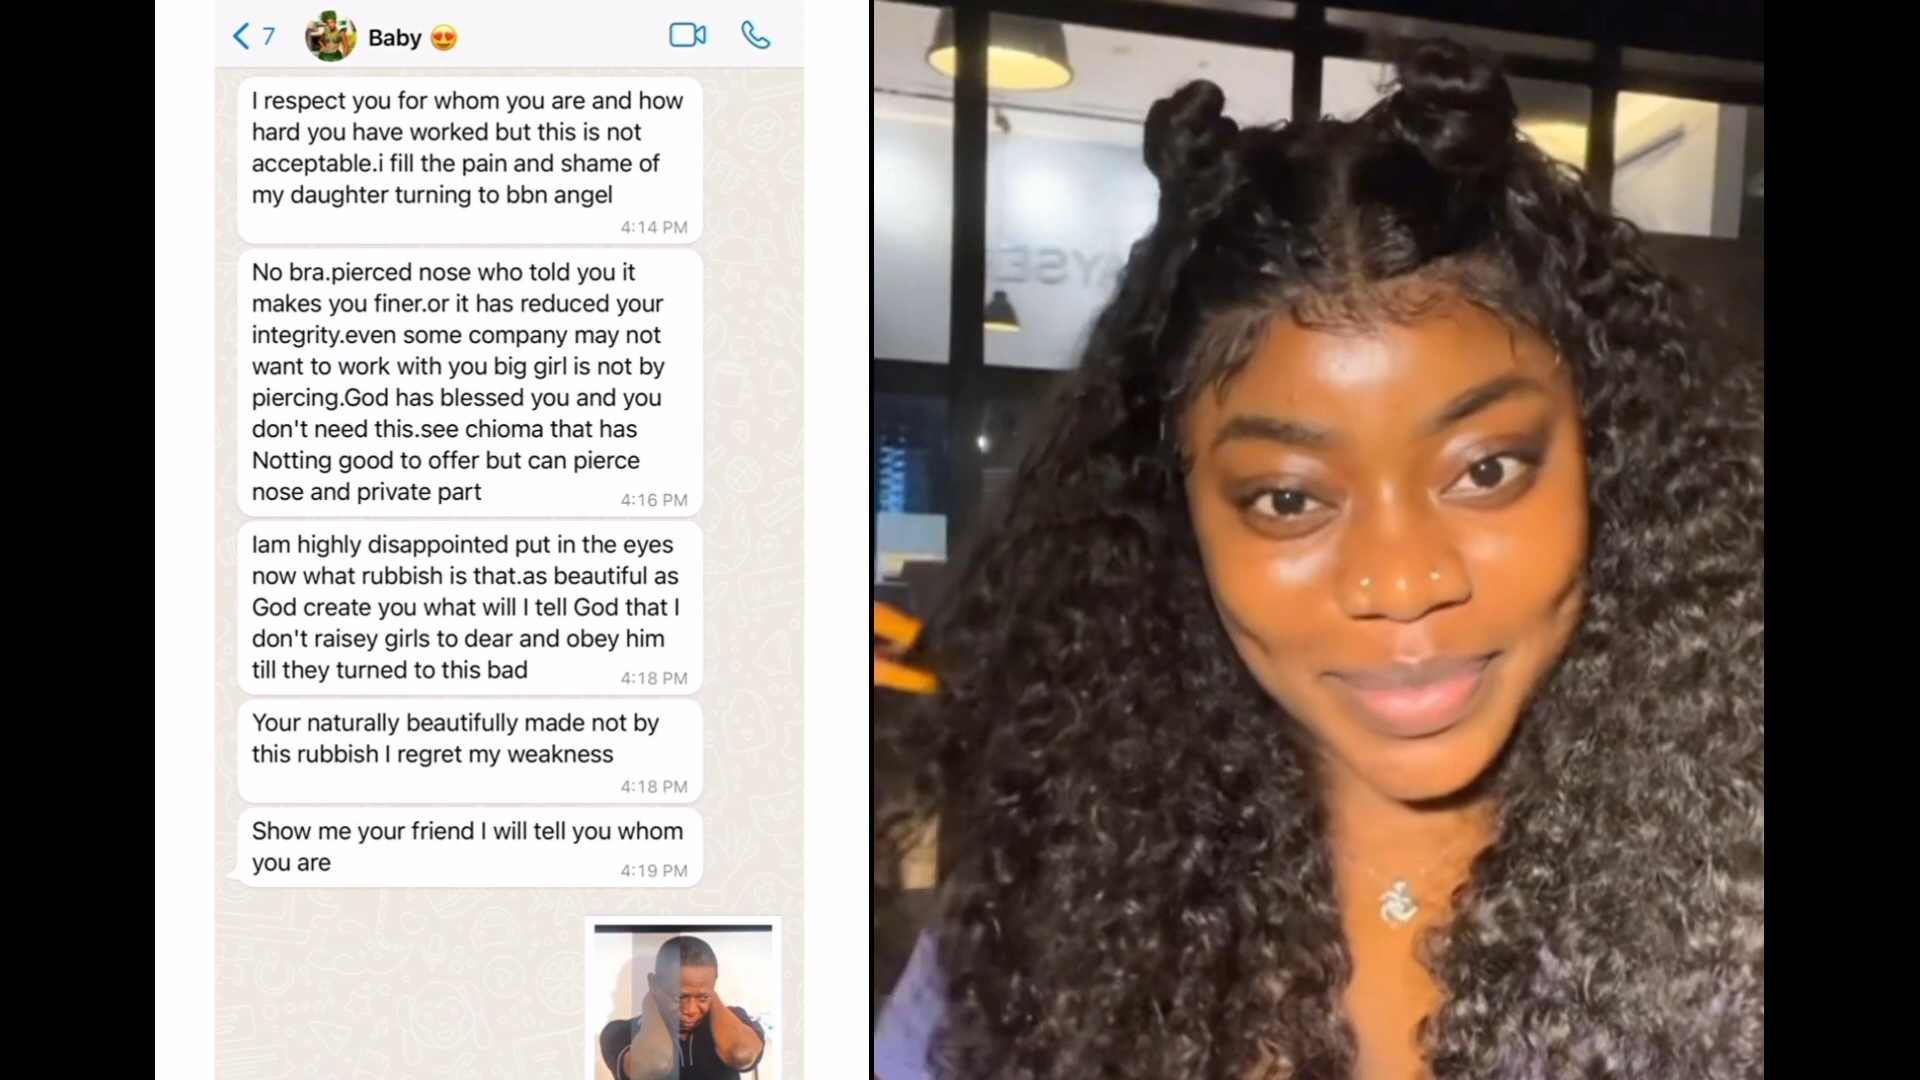 7
Baby 😍
I respect you for whom you are and how
hard you have worked but this is not
acceptable.i fill the pain and shame of
my daughter turning to bbn angel
4:14 PM
No bra.pierced nose who told you it
makes you finer.or it has reduced your
integrity.even some company may not
want to work with you big girl is not by
piercing.God has blessed you and you
don't need this.see chioma that has
Notting good to offer but can pierce
nose and private part
4:16 PM
Iam highly disappointed put in the eyes
now what rubbish is that.as beautiful as
God create you what will I tell God that I
don't raisey girls to dear and obey him
till they turned to this bad
4:18 PM
Your naturally beautifully made not by
this rubbish I regret my weakness
4:18 PM
Show me your friend I will tell you whom
you are
4:19 PM